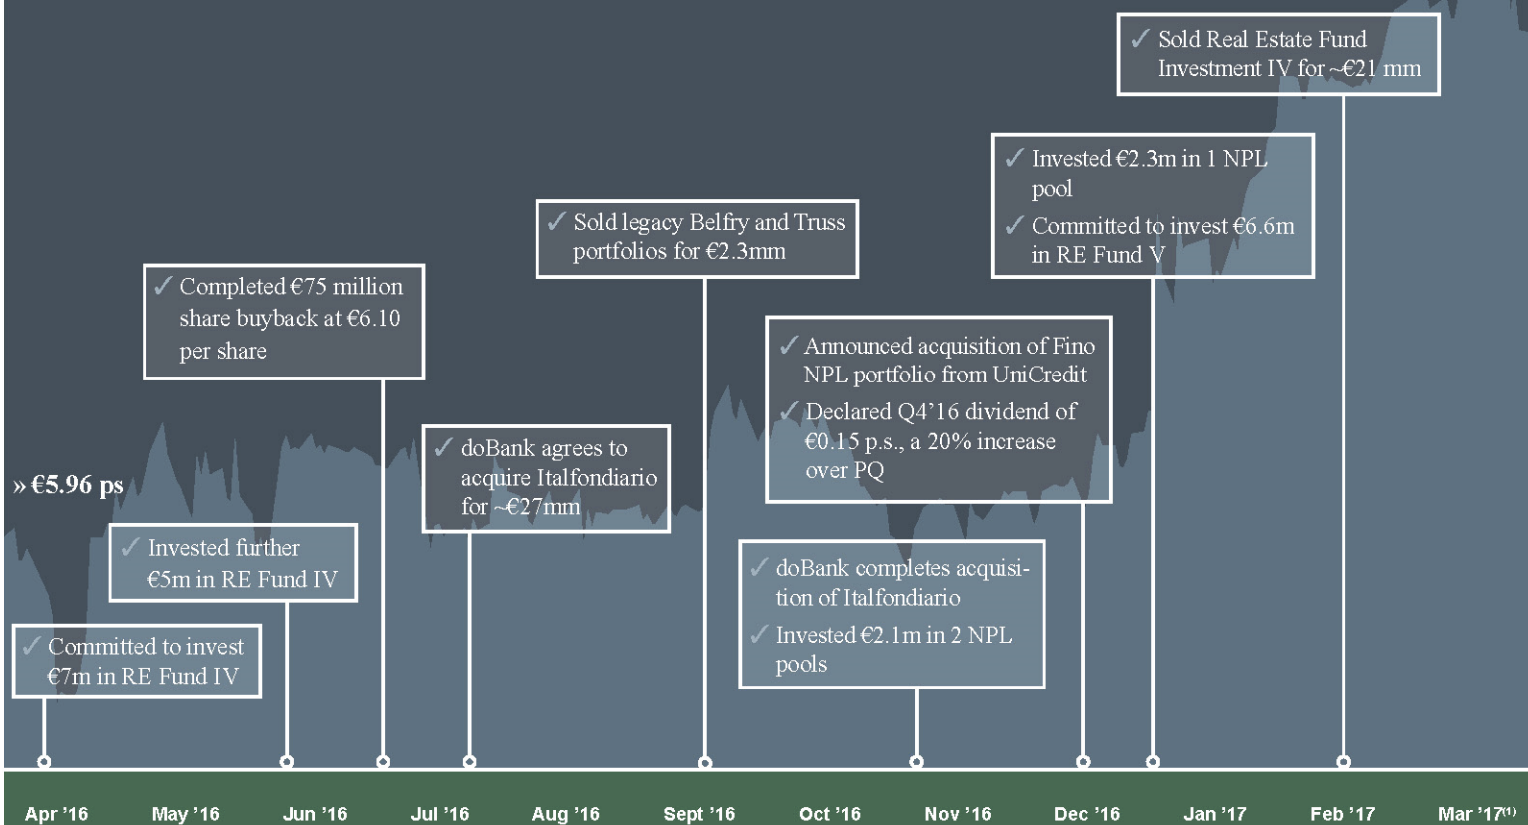 ✓ Sold Real Estate Fund
Investment IV for ~€21 mm
✓ Invested €2.3m in 1 NPL
pool
✓ Committed to invest €6.6m
in RE Fund V
✓ Sold legacy Belfry and Truss
portfolios for €2.3mm
✓ Completed €75 million
share buyback at €6.10
per share
✓ Announced acquisition of Fino
NPL portfolio from UniCredit
✓ Declared Q4’16 dividend of
€0.15 p.s., a 20% increase
over PQ
✓ doBank agrees to
acquire Italfondiario
for ~€27mm
» €5.96 ps
✓ Invested further
€5m in RE Fund IV
✓ doBank completes acquisi-
tion of Italfondiario
✓ Invested €2.1m in 2 NPL
pools
✓ Committed to invest
€7m in RE Fund IV
Apr ’16 May ’16 Jun ’16 Jul ’16 Aug ’16 Sept ’16 Oct ’16 Nov ’16 Dec ’16 Jan ’17 Feb ’17 Mar ’17(1)